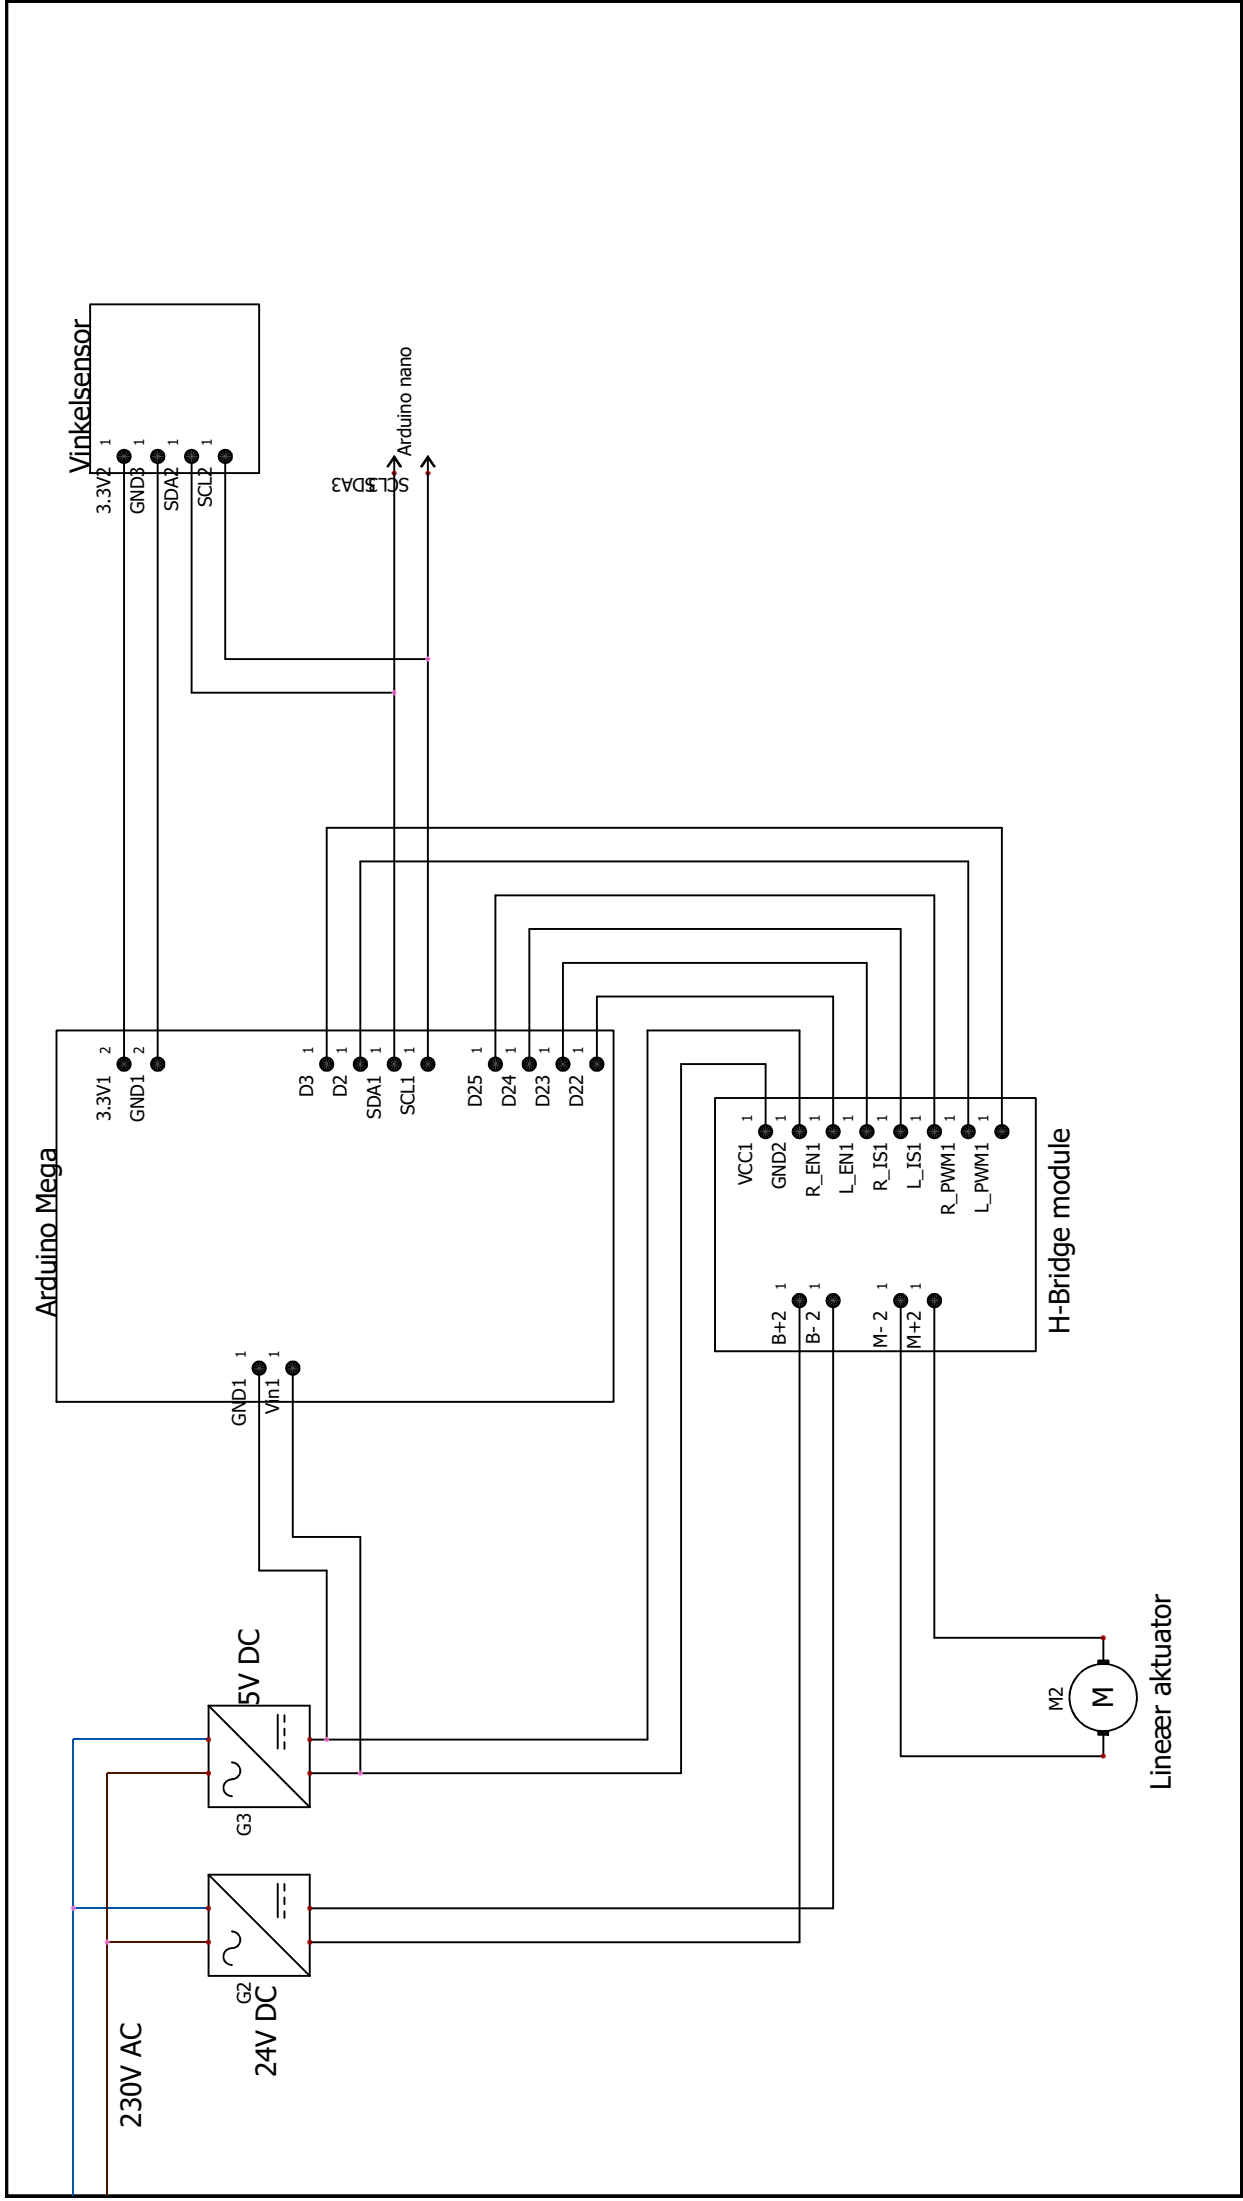 230V AC
G2
24V DC
G3
5V DC
Arduino Mega
GND1 1
Vin1 1
3.3V1 2
GND1 2
D3 1
D2 1
SDA1 1
SCL1 1
D25 1
D24 1
D23 1
D22 1
Vinkelsensor
3.3V2 1
GND3 1
SDA2 1
SCL2 1
SDA3
SCL3
Arduino nano
B+2 1
B- 2 1
M- 2 1
M+2 1
VCC1 1
GND2 1
R_EN1 1
L_EN1 1
R_IS1 1
L_IS1 1
R_PWM1 1
L_PWM1 1
H-Bridge module
M2
M
Lineær aktuator